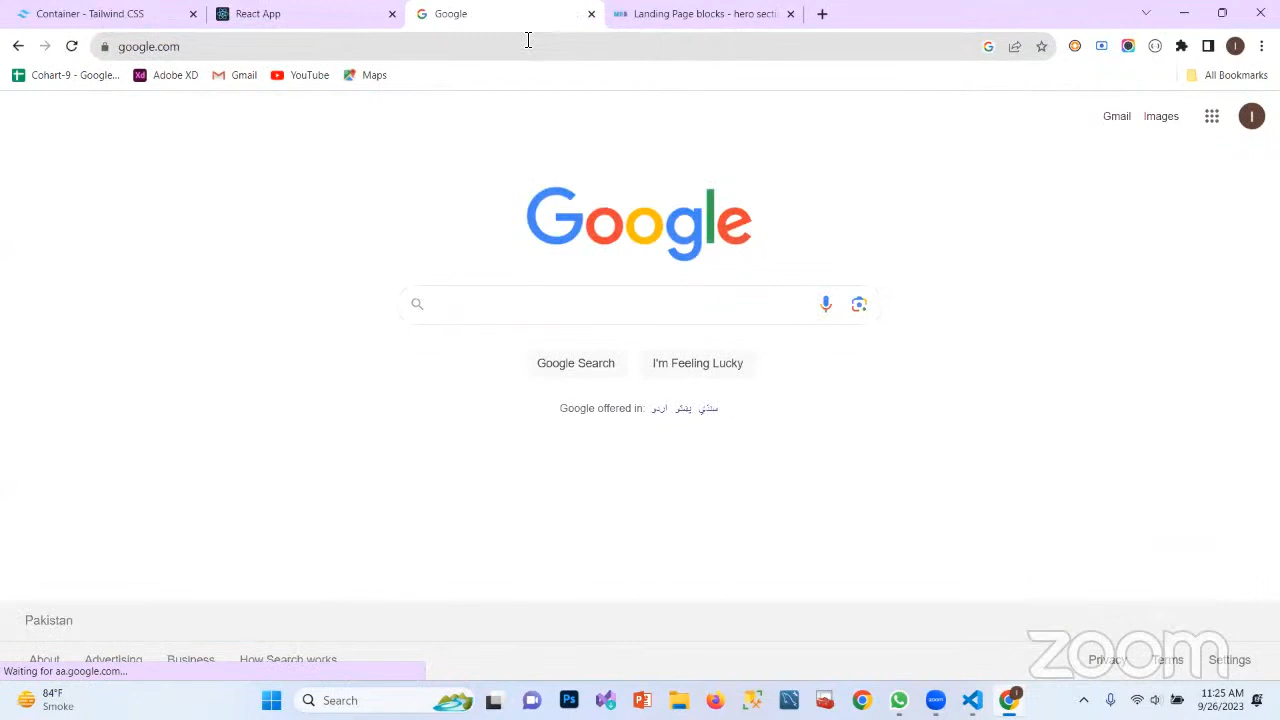 Container - Tailwind CSS
React App
Google
Landing Page blocks - hero secti
google.com
Cohart-9 - Google...
Xd Adobe XD
Gmail
YouTube
Maps
All Bookmarks
Gmail Images
I
Google
Google Search
I'm Feeling Lucky
Google offered in: اردو پښتو سنڌي
Pakistan
About Advertising Business How Search works
Privacy Terms Settings
zoom
Waiting for aa.google.com...
84°F
Smoke
Search
Ps
zoom
11:25 AM
9/26/2023